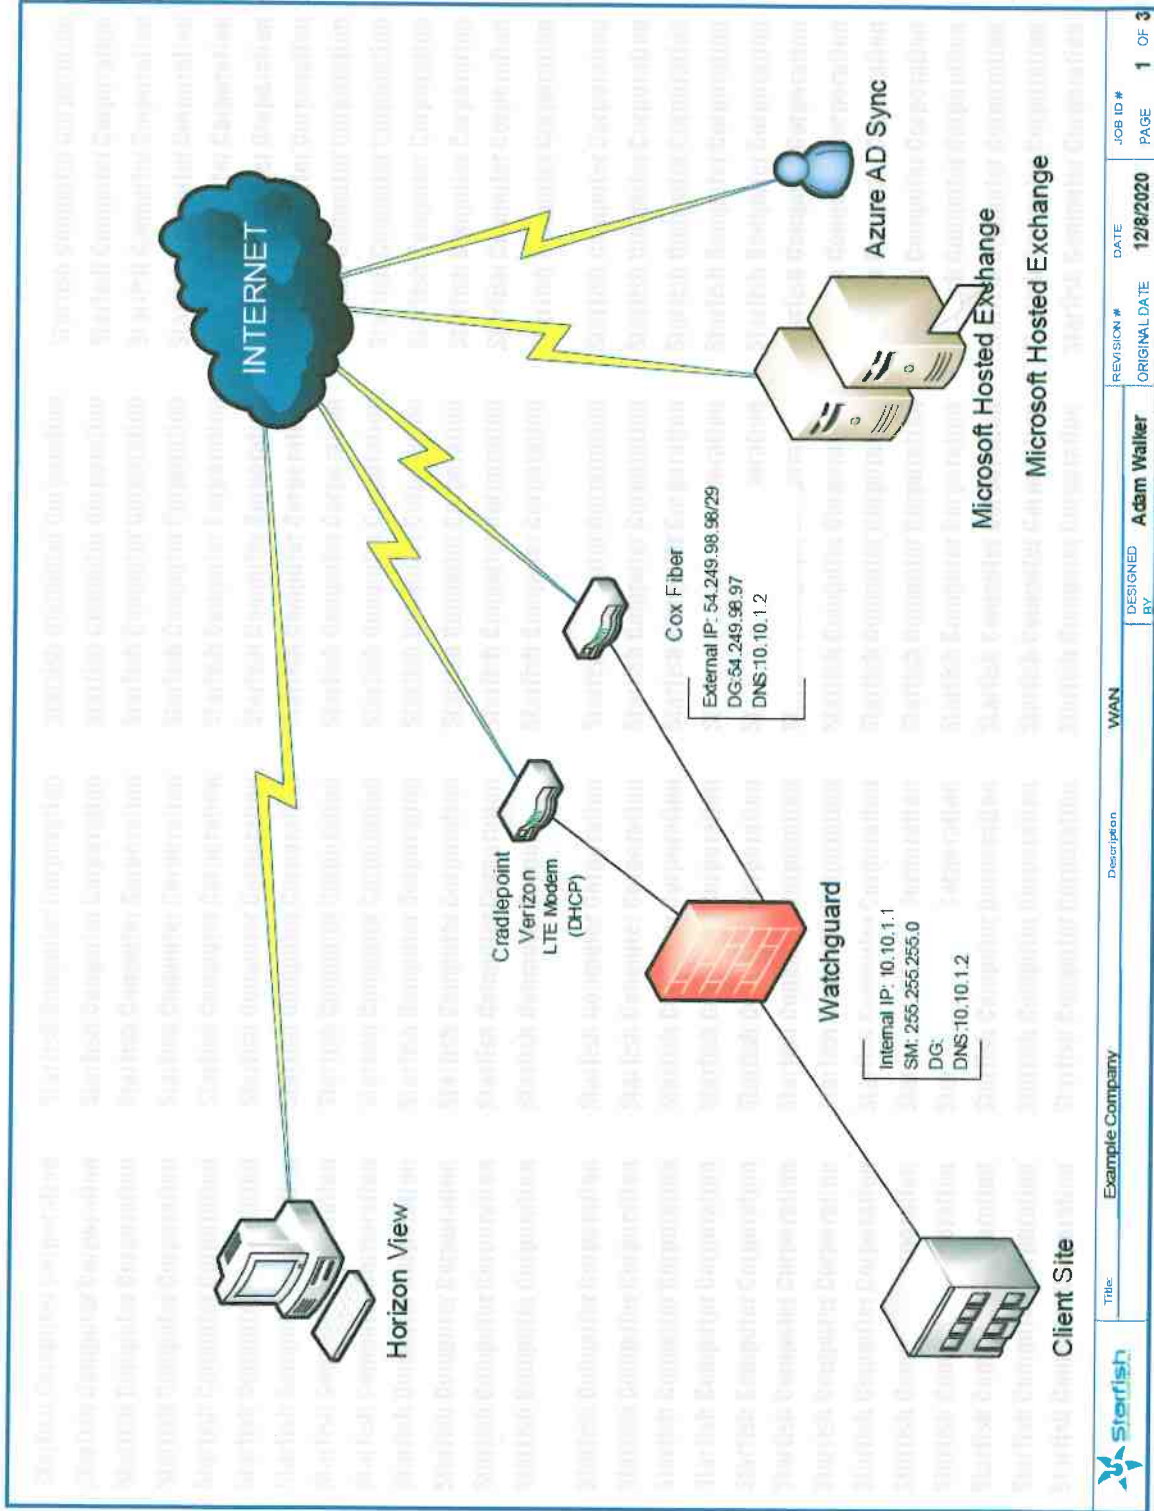 INTERNET
Horizon View
Cradlepoint
Verizon
LTE Modem
(DHCP)
Cox Fiber
External IP: 54.249.98.98/29
DG:54.249.98.97
DNS:10.10.1.2
Azure AD Sync
Microsoft Hosted Exchange
Microsoft Hosted Exchange
Watchguard
Internal IP: 10.10.1.1
SM: 255.255.255.0
DG:
DNS:10.10.1.2
Client Site
Starfish
Title:
Example Company
Description
WAN
DESIGNED
BY
Adam Walker
REVISION #
DATE
JOB ID #
ORIGINAL DATE
12/8/2020
PAGE 1 OF 3